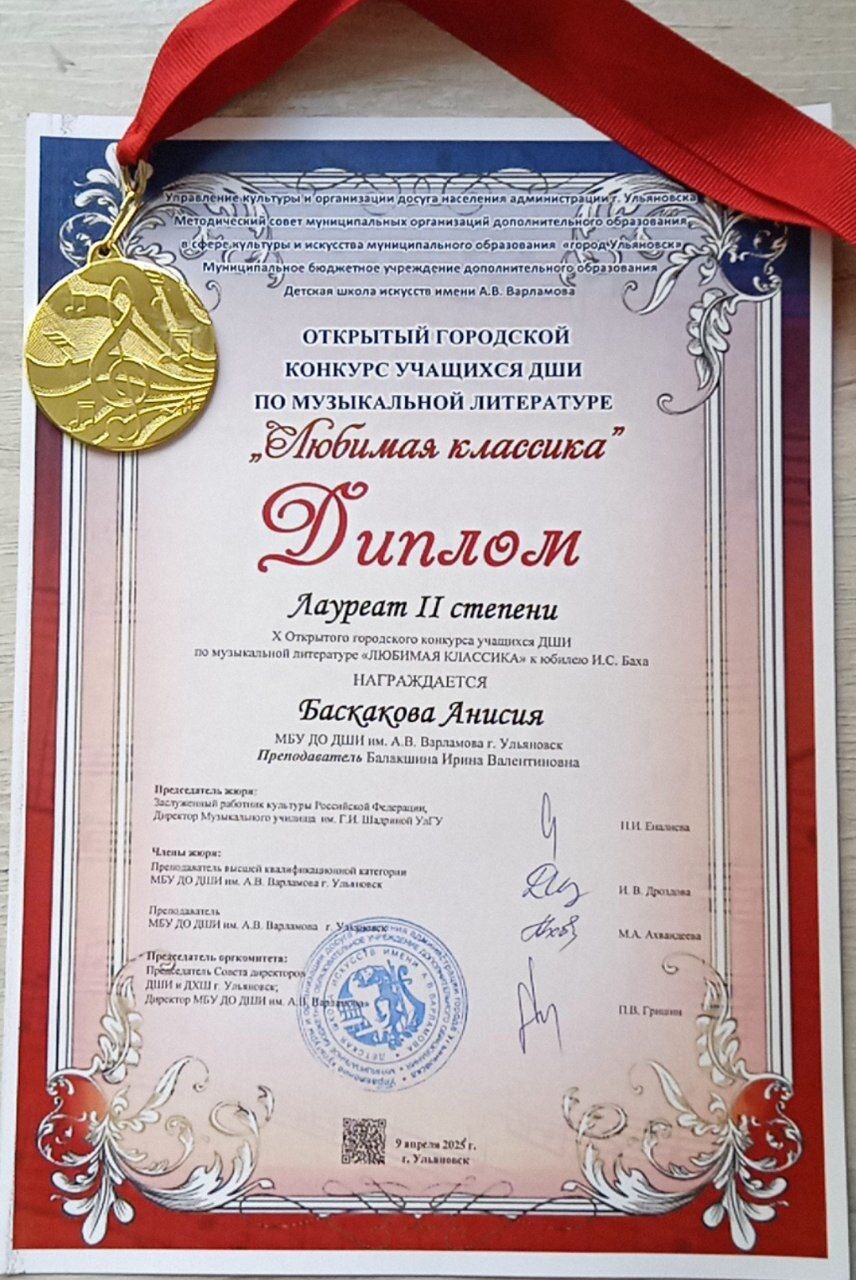 Управление культуры и организации досуга населения администрации г. Ульяновска
Методический совет муниципальных организаций дополнительного образования
в сфере культуры и искусства муниципального образования «город Ульяновск»
Муниципальное бюджетное учреждение дополнительного образования
Детская школа искусств имени А.В. Варламова
ОТКРЫТЫЙ ГОРОДСКОЙ
КОНКУРС УЧАЩИХСЯ ДШИ
ПО МУЗЫКАЛЬНОЙ ЛИТЕРАТУРЕ
„Любимая классика”
Диплом
Лауреат II степени
X Открытого городского конкурса учащихся ДШИ
по музыкальной литературе «ЛЮБИМАЯ КЛАССИКА» к юбилею И.С. Баха
НАГРАЖДАЕТСЯ
Баскакова Анисия
МБУ ДО ДШИ им. А.В. Варламова г. Ульяновск
Преподаватель Балакшина Ирина Валентиновна
Председатель жюри:
Заслуженный работник культуры Российской Федерации,
Директор Музыкального училища им. Г.И. Шадриной УлГУ
Н.И. Еналиева
Члены жюри:
Преподаватель высшей квалификационной категории
МБУ ДО ДШИ им. А.В. Варламова г. Ульяновск
И. В. Дроздова
Преподаватель
МБУ ДО ДШИ им. А.В. Варламова г. Ульяновск
М.А. Ахвандеева
Председатель оргкомитета:
Председатель Совета директоров
ДШИ и ДХШ г. Ульяновска;
Директор МБУ ДО ДШИ им. А.В. Варламова»
П.В. Гришин
9 апреля 2025 г.
г. Ульяновск